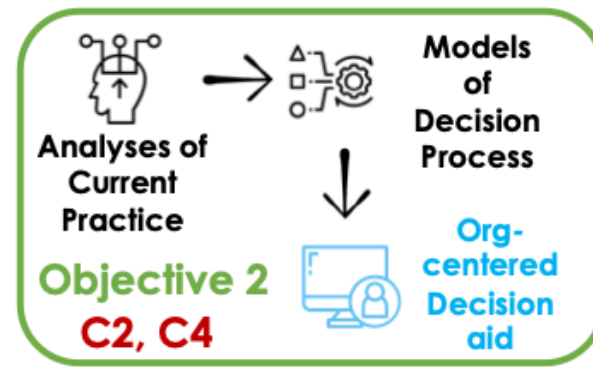 Analyses of
Current
Practice
Models
of
Decision
Process
Objective 2
C2, C4
Org-
centered
Decision
aid